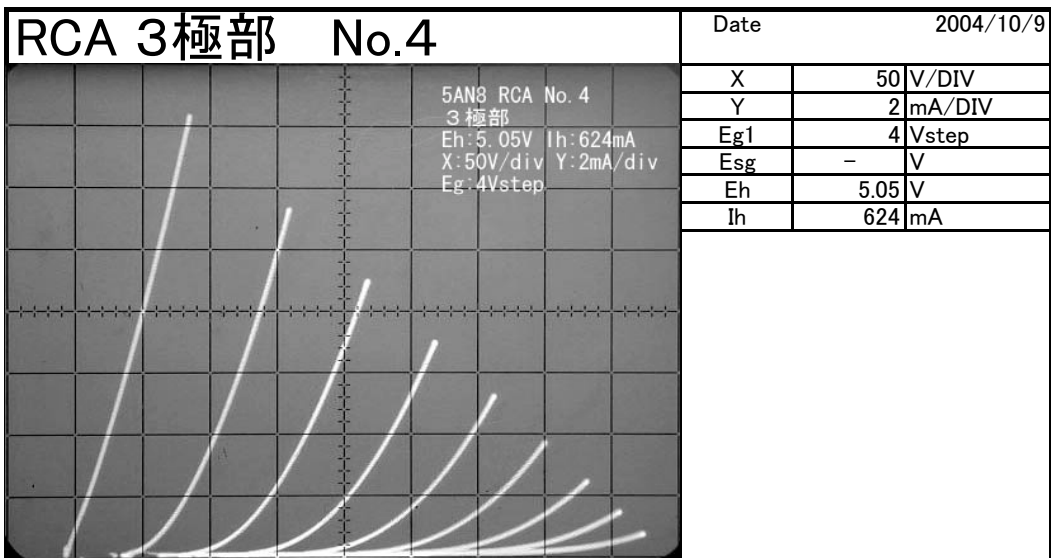 RCA 3極部 No.4
Date 2004/10/9
5AN8 RCA No.4
3極部
Eh:5.05V Ih:624mA
X:50V/div Y:2mA/div
Eg:4Vstep
X 50 V/DIV
Y 2 mA/DIV
Eg1 4 Vstep
Esg - V
Eh 5.05 V
Ih 624 mA